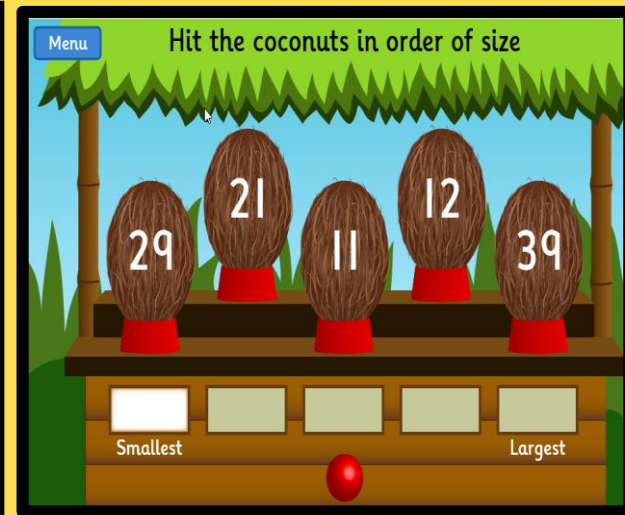 Menu
Hit the coconuts in order of size
21 12
29 11 39
Smallest Largest